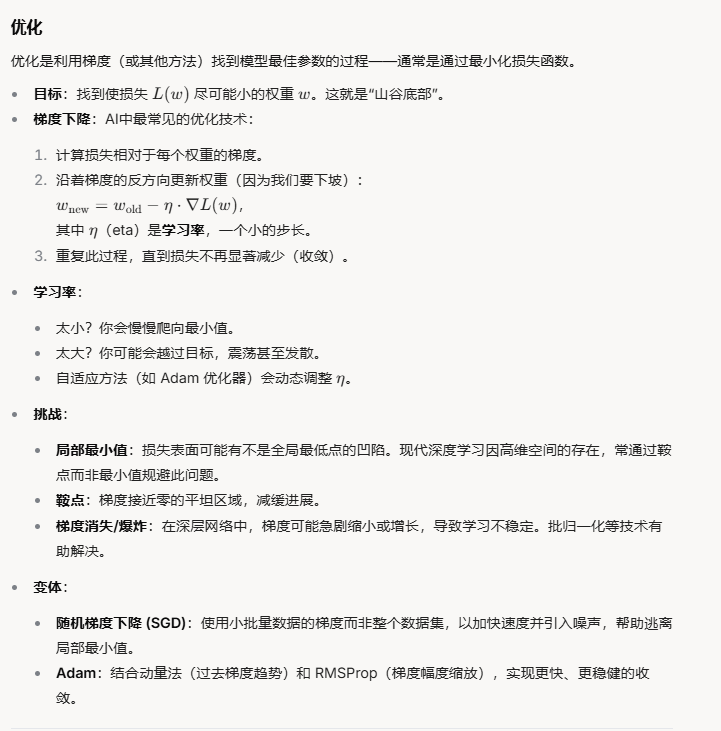 优化
优化是利用梯度（或其他方法）找到模型最佳参数的过程——通常是通过最小化损失函数。
• 目标：找到使损失 L(w) 尽可能小的权重 w。这就是“山谷底部”。
• 梯度下降：AI中最常见的优化技术：
1. 计算损失相对于每个权重的梯度。
2. 沿着梯度的反方向更新权重（因为我们要下坡）：
w_new = w_old − η · ∇L(w)，
其中 η（eta）是学习率，一个小的步长。
3. 重复此过程，直到损失不再显著减少（收敛）。
• 学习率：
• 太小？你会慢慢爬向最小值。
• 太大？你可能会越过目标，震荡甚至发散。
• 自适应方法（如 Adam 优化器）会动态调整 η。
• 挑战：
• 局部最小值：损失表面可能有不是全局最低点的凹陷。现代深度学习因高维空间的存在，常通过鞍
点而非最小值规避此问题。
• 鞍点：梯度接近零的平坦区域，减缓进展。
• 梯度消失/爆炸：在深层网络中，梯度可能急剧缩小或增长，导致学习不稳定。批归一化等技术有
助解决。
• 变体：
• 随机梯度下降 (SGD)：使用小批量数据的梯度而非整个数据集，以加快速度并引入噪声，帮助逃离
局部最小值。
• Adam：结合动量法（过去梯度趋势）和 RMSProp（梯度幅度缩放），实现更快、更稳健的收
敛。